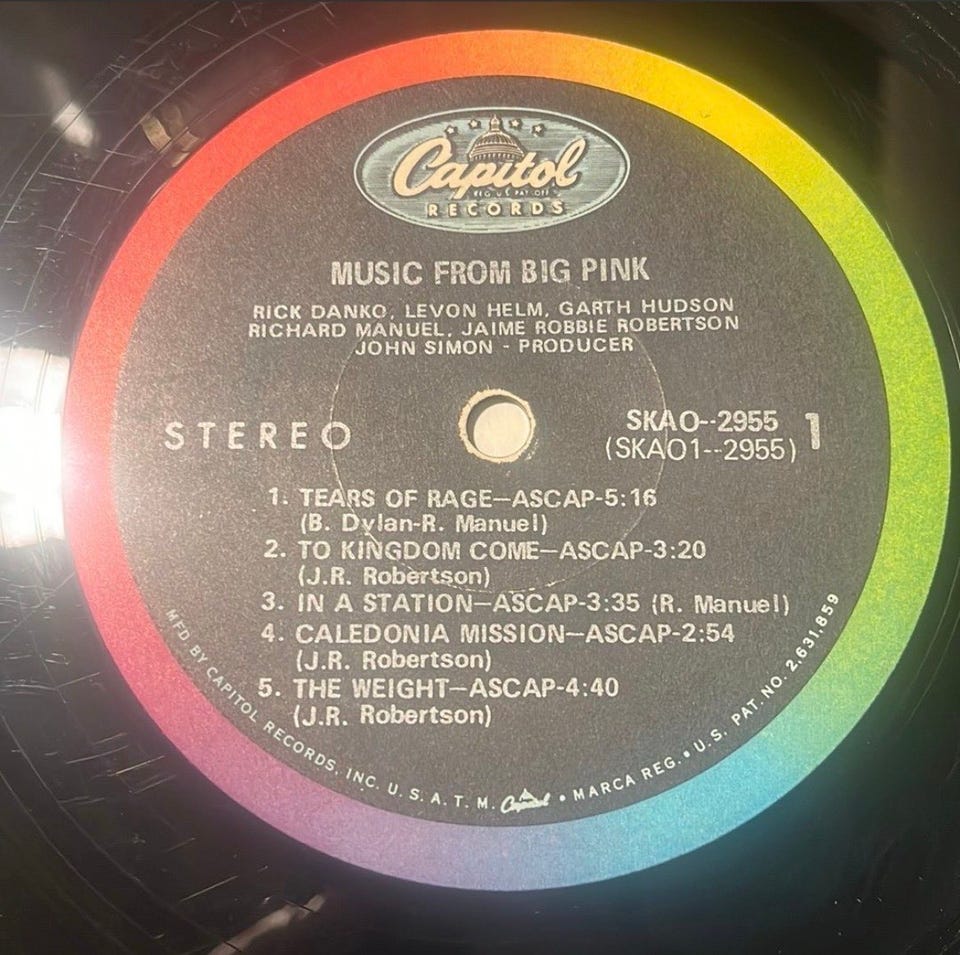 Capitol
REG. U.S. PAT. OFF.
RECORDS
MUSIC FROM BIG PINK
RICK DANKO, LEVON HELM, GARTH HUDSON
RICHARD MANUEL, JAIME ROBBIE ROBERTSON
JOHN SIMON - PRODUCER
STEREO
SKAO--2955
(SKAO1--2955)
1
1. TEARS OF RAGE—ASCAP-5:16
(B. Dylan-R. Manuel)
2. TO KINGDOM COME—ASCAP-3:20
(J.R. Robertson)
3. IN A STATION—ASCAP-3:35 (R. Manuel)
4. CALEDONIA MISSION—ASCAP-2:54
(J.R. Robertson)
5. THE WEIGHT—ASCAP-4:40
(J.R. Robertson)
MFD BY CAPITOL RECORDS, INC. U.S.A. T.M. Capitol • MARCA REG. • U.S. PAT. NO. 2,631,859